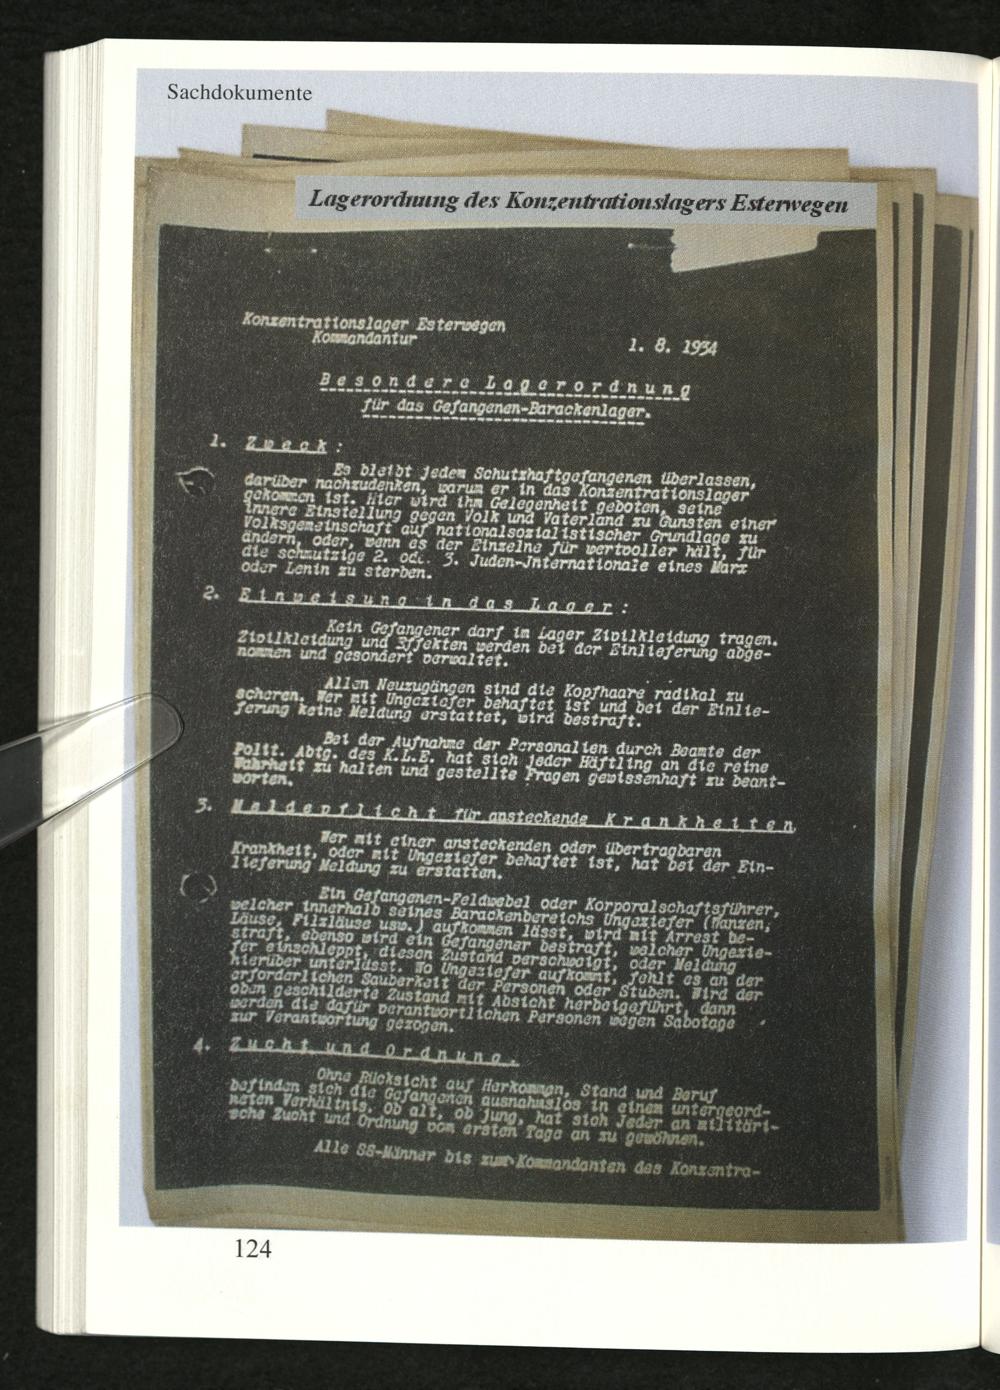 Sachdokumente
Lagerordnung des Konzentrationslagers Esterwegen
Konzentrationslager Esterwegen
Kommandantur
1. 8. 1934
Besondere Lagerordnung
für das Gefangenen-Barackenlager.
1. Zweck:
Es bleibt jedem Schutzhaftgefangenen überlassen,
darüber nachzudenken, warum er in das Konzentrationslager
gekommen ist. Hier wird ihm Gelegenheit geboten, seine
innere Einstellung gegen Volk und Vaterland zu Gunsten einer
Volksgemeinschaft auf nationalsozialistischer Grundlage zu
ändern, oder, wenn es der Einzelne für wertvoller hält, für
die schmutzige 2. od. 3. Juden-Jnternationale eines Marx
oder Lenin zu sterben.
2. Einweisung in das Lager:
Kein Gefangener darf im Lager Zivilkleidung tragen.
Zivilkleidung und Effekten werden bei der Einlieferung abge-
nommen und gesondert verwaltet.
Allen Neuzugängen sind die Kopfhaare radikal zu
scheren. Wer mit Ungeziefer behaftet ist und bei der Einlie-
ferung keine Meldung erstattet, wird bestraft.
Bei der Aufnahme der Personalien durch Beamte der
Polit. Abtg. des K.L.E. hat sich jeder Häftling an die reine
Wahrheit zu halten und gestellte Fragen gewissenhaft zu beant-
worten.
3. Meldepflicht für ansteckende Krankheiten
Wer mit einer ansteckenden oder übertragbaren
Krankheit, oder mit Ungeziefer behaftet ist, hat bei der Ein-
lieferung Meldung zu erstatten.
Ein Gefangenen-Feldwebel oder Korporalschaftsführer,
welcher innerhalb seines Barackenbereichs Ungeziefer (Wanzen,
Läuse, Filzläuse usw.) aufkommen lässt, wird mit Arrest be-
straft, ebenso wird ein Gefangener bestraft, welcher Ungezie-
fer einschleppt, diesen Zustand verschweigt, oder Meldung
hierüber unterlässt. Wo Ungeziefer aufkommt, fehlt es an der
erforderlichen Sauberkeit der Personen oder Stuben. Wird der
oben geschilderte Zustand mit Absicht herbeigeführt, dann
werden die dafür verantwortlichen Personen wegen Sabotage
zur Verantwortung gezogen.
4. Zucht und Ordnung.
Ohne Rücksicht auf Herkommen, Stand und Beruf
befinden sich die Gefangenen ausnahmslos in einem untergeord-
neten Verhältnis. Ob alt, ob jung, hat sich Jeder an militäri-
sche Zucht und Ordnung vom ersten Tage an zu gewöhnen.
Alle SS-Männer bis zum Kommandanten des Konzentra-
124